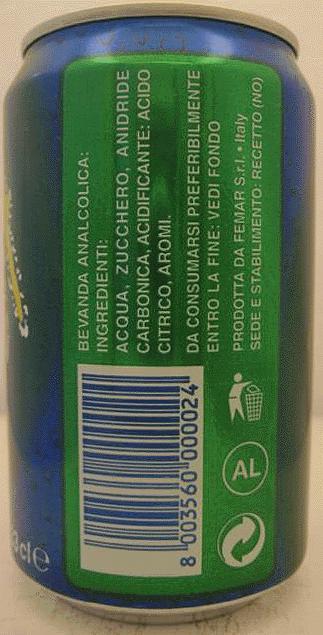 BEVANDA ANALCOLICA:
INGREDIENTI:
ACQUA, ZUCCHERO, ANIDRIDE
CARBONICA, ACIDIFICANTE: ACIDO
CITRICO, AROMI.
DA CONSUMARSI PREFERIBILMENTE
ENTRO LA FINE: VEDI FONDO
PRODOTTA DA FEMAR S.r.l. • Italy
SEDE E STABILIMENTO: RECETTO (NO)
8 003560 000024
AL
3 cl e